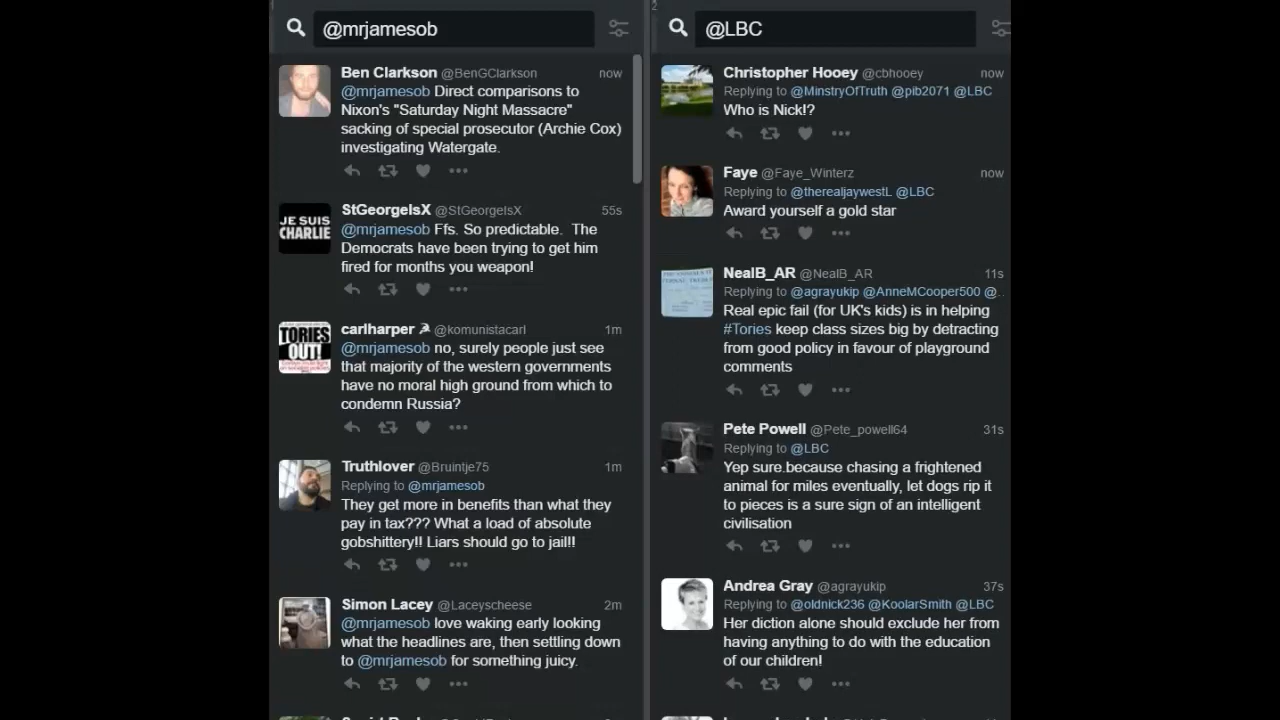 1
@mrjamesob
Ben Clarkson @BenGClarkson now
@mrjamesob Direct comparisons to
Nixon's "Saturday Night Massacre"
sacking of special prosecutor (Archie Cox)
investigating Watergate.
JE SUIS
CHARLIE
StGeorgeIsX @StGeorgeIsX 55s
@mrjamesob Ffs. So predictable. The
Democrats have been trying to get him
fired for months you weapon!
TORIES
OUT!
carlharper @komunistacarl 1m
@mrjamesob no, surely people just see
that majority of the western governments
have no moral high ground from which to
condemn Russia?
Truthlover @Bruintje75 1m
Replying to @mrjamesob
They get more in benefits than what they
pay in tax??? What a load of absolute
gobshittery!! Liars should go to jail!!
Simon Lacey @Laceyscheese 2m
@mrjamesob love waking early looking
what the headlines are, then settling down
to @mrjamesob for something juicy.
2
@LBC
Christopher Hooey @cbhooey now
Replying to @MinstryOfTruth @pib2071 @LBC
Who is Nick!?
Faye @Faye_Winterz now
Replying to @therealjaywestL @LBC
Award yourself a gold star
NealB_AR @NealB_AR 11s
Replying to @agrayukip @AnneMCooper500 @..
Real epic fail (for UK's kids) is in helping
#Tories keep class sizes big by detracting
from good policy in favour of playground
comments
Pete Powell @Pete_powell64 31s
Replying to @LBC
Yep sure.because chasing a frightened
animal for miles eventually, let dogs rip it
to pieces is a sure sign of an intelligent
civilisation
Andrea Gray @agrayukip 37s
Replying to @oldnick236 @KoolarSmith @LBC
Her diction alone should exclude her from
having anything to do with the education
of our children!